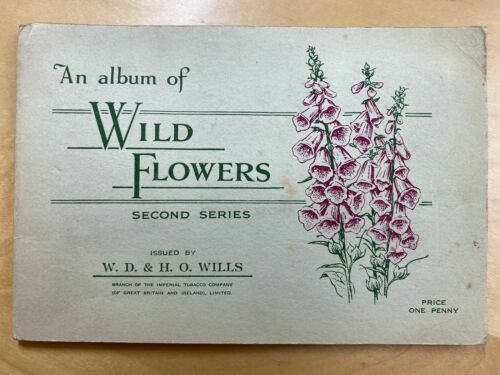 An album of
WILD
FLOWERS
SECOND SERIES
ISSUED BY
W. D. & H. O. WILLS
BRANCH OF THE IMPERIAL TOBACCO COMPANY
(OF GREAT BRITAIN AND IRELAND), LIMITED.
PRICE
ONE PENNY